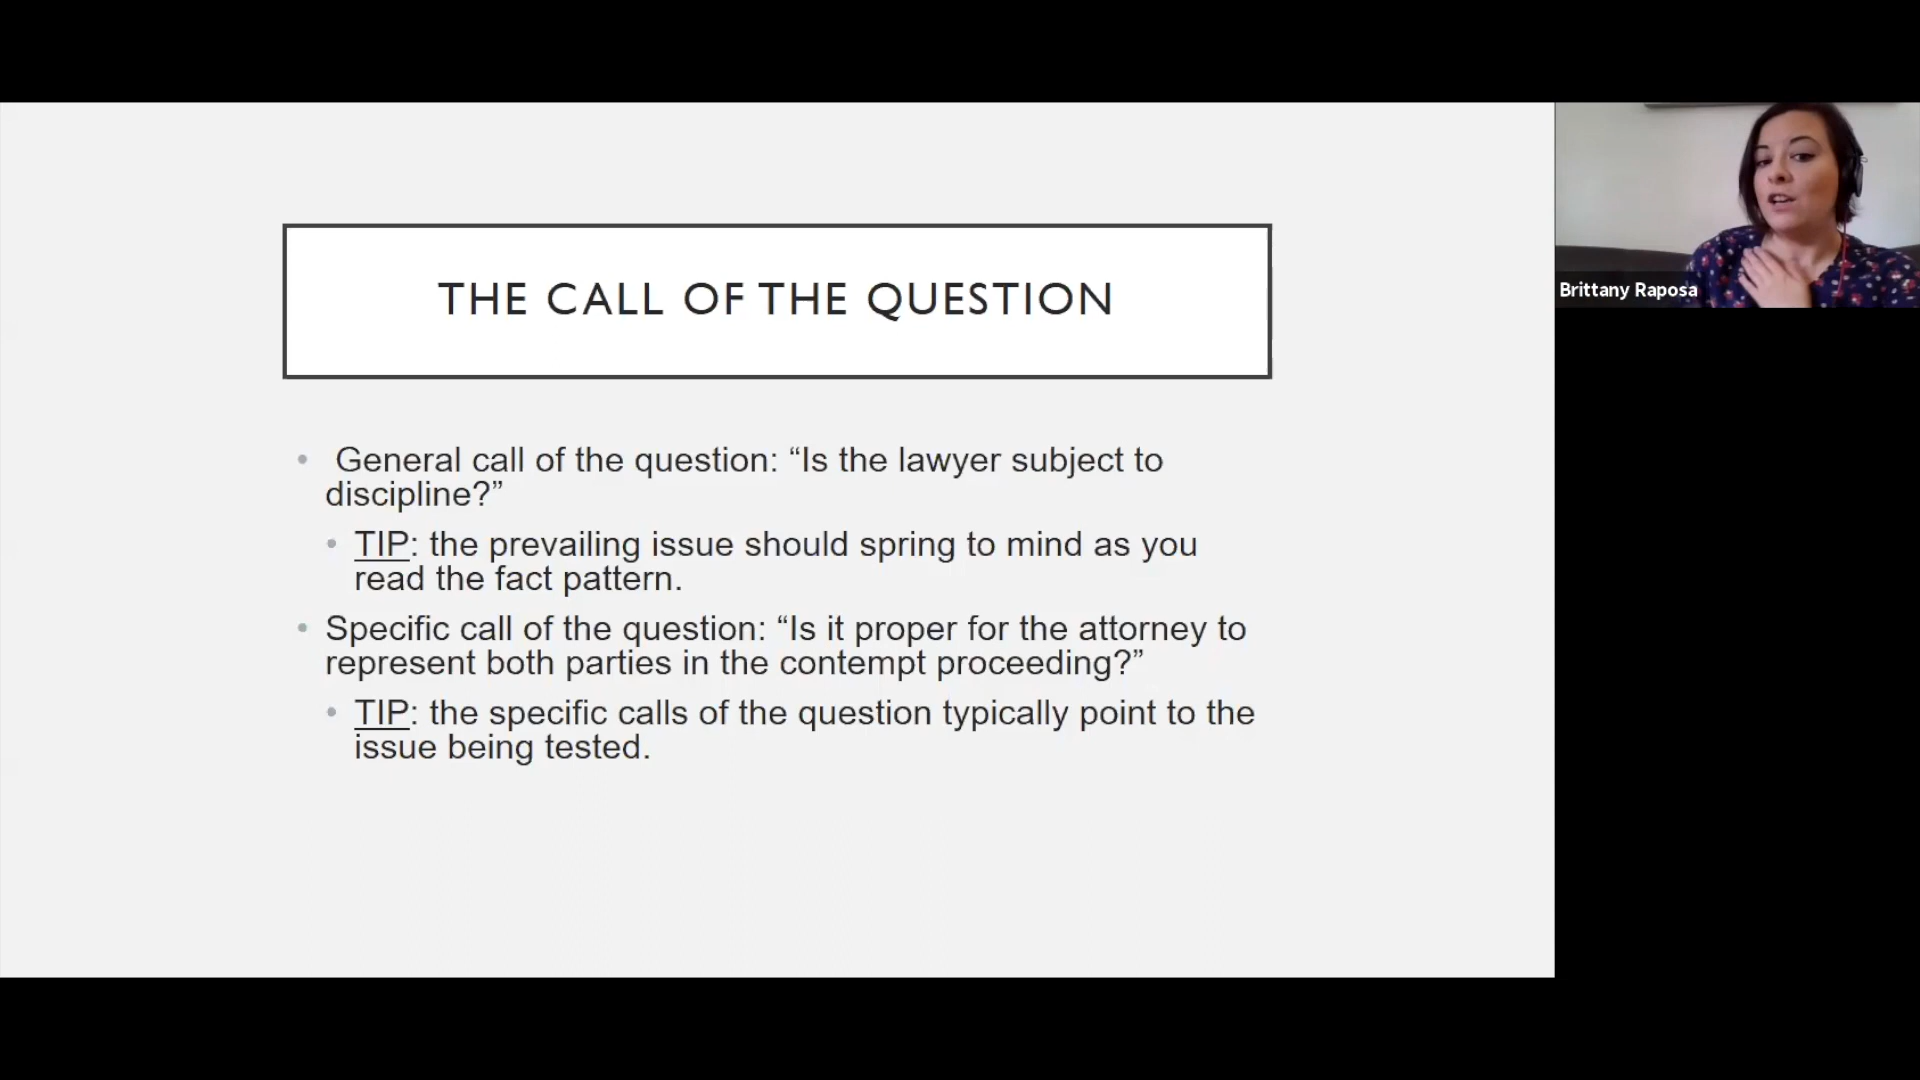 THE CALL OF THE QUESTION
• General call of the question: “Is the lawyer subject to
discipline?”
• TIP: the prevailing issue should spring to mind as you
read the fact pattern.
• Specific call of the question: “Is it proper for the attorney to
represent both parties in the contempt proceeding?”
• TIP: the specific calls of the question typically point to the
issue being tested.
Brittany Raposa